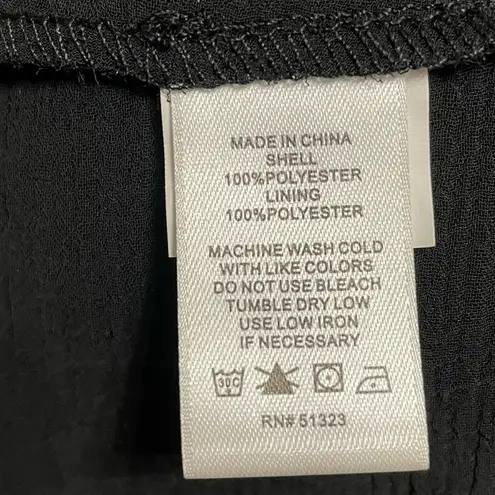 MADE IN CHINA
SHELL
100%POLYESTER
LINING
100%POLYESTER
MACHINE WASH COLD
WITH LIKE COLORS
DO NOT USE BLEACH
TUMBLE DRY LOW
USE LOW IRON
IF NECESSARY
30C
RN# 51323